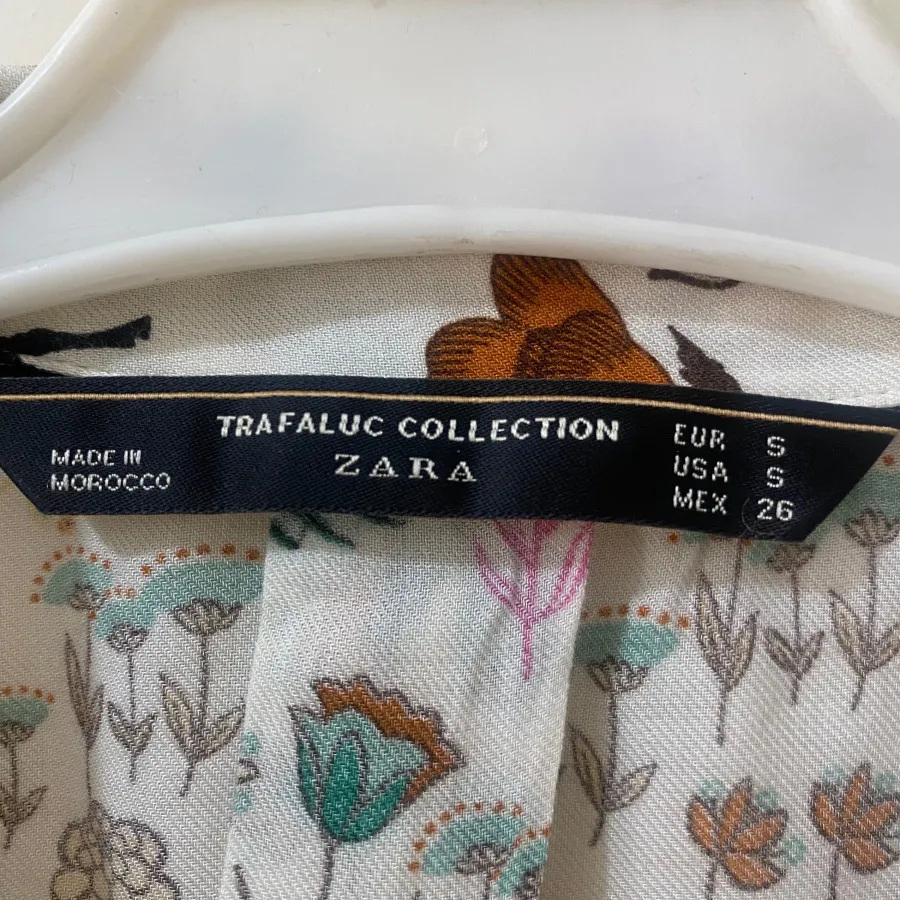 TRAFALUC COLLECTION
ZARA
MADE IN
MOROCCO
EUR S
USA S
MEX 26